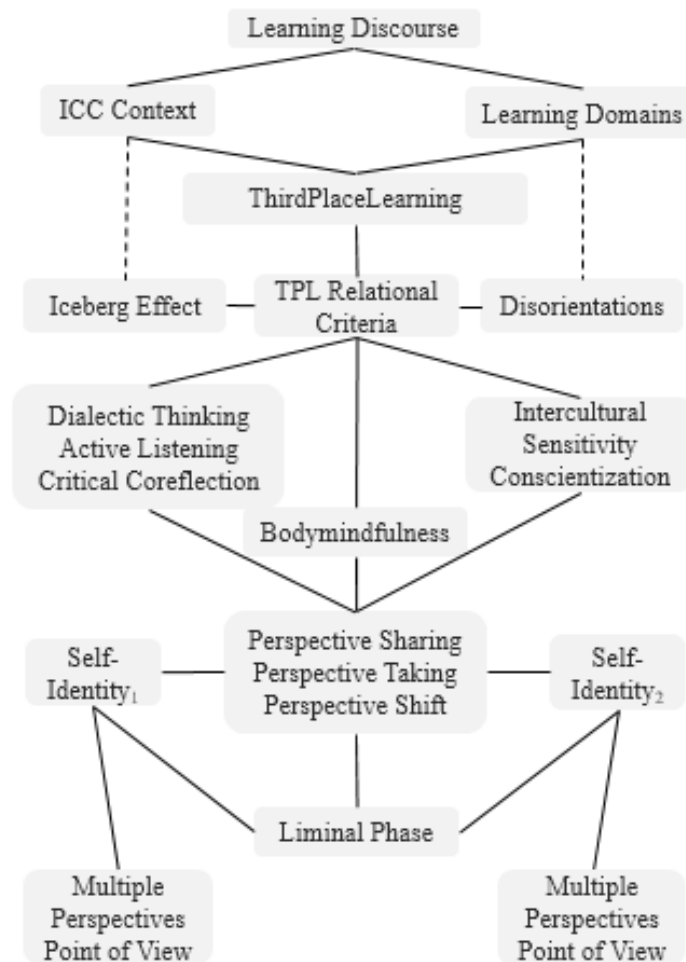 Learning Discourse
ICC Context
Learning Domains
ThirdPlaceLearning
Iceberg Effect
TPL Relational
Criteria
Disorientations
Dialectic Thinking
Active Listening
Critical Coreflection
Intercultural
Sensitivity
Conscientization
Bodymindfulness
Self-
Identity₁
Perspective Sharing
Perspective Taking
Perspective Shift
Self-
Identity₂
Liminal Phase
Multiple
Perspectives
Point of View
Multiple
Perspectives
Point of View